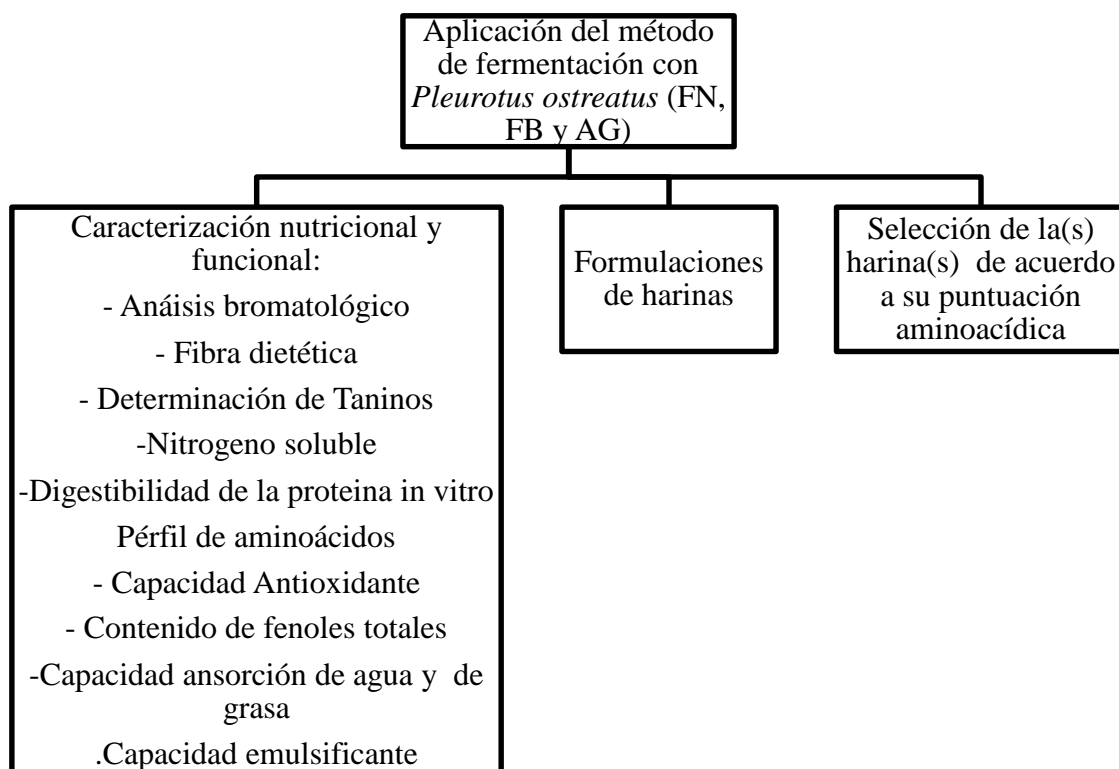 Aplicación del método
de fermentación con
Pleurotus ostreatus (FN,
FB y AG)
Caracterización nutricional y
funcional:
- Anáisis bromatológico
- Fibra dietética
- Determinación de Taninos
-Nitrogeno soluble
-Digestibilidad de la proteina in vitro
Pérfil de aminoácidos
- Capacidad Antioxidante
- Contenido de fenoles totales
-Capacidad ansorción de agua y de
grasa
.Capacidad emulsificante
Formulaciones
de harinas
Selección de la(s)
harina(s) de acuerdo
a su puntuación
aminoacídica